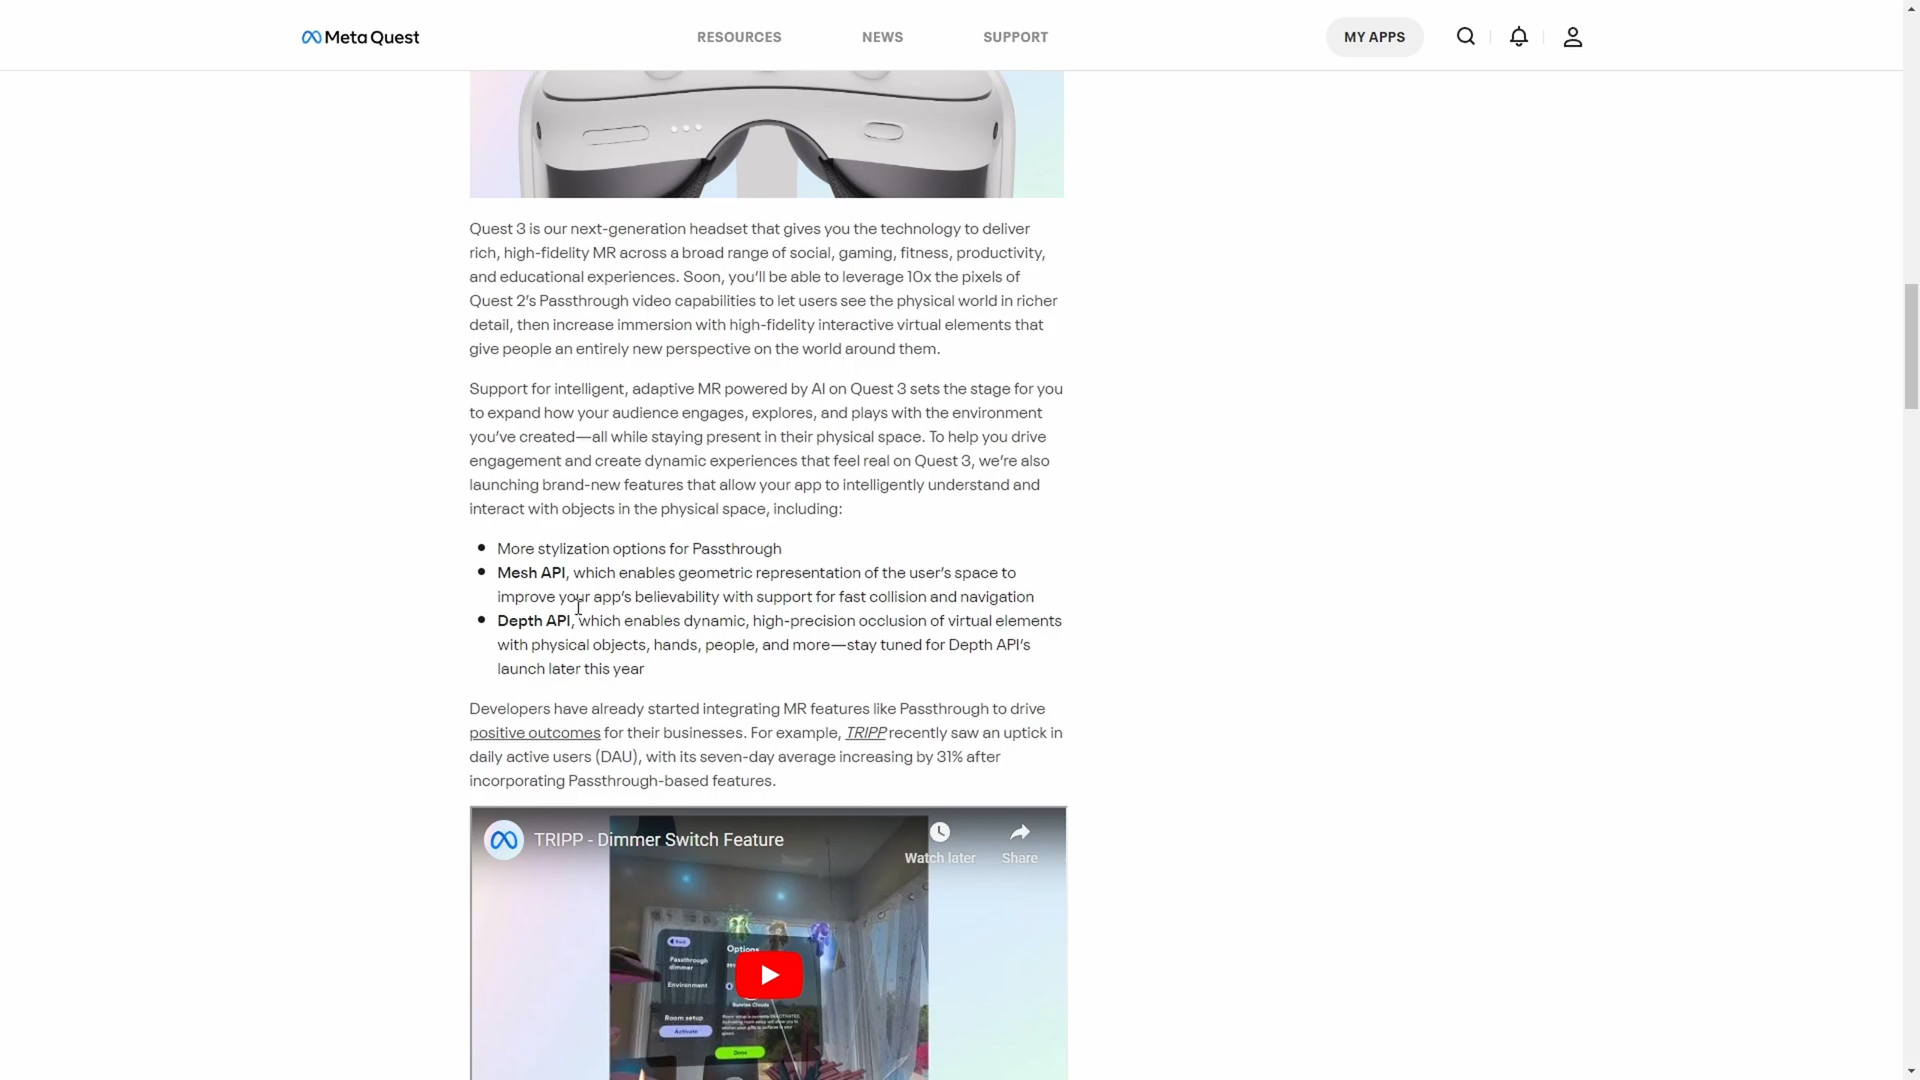 Meta Quest
RESOURCES
NEWS
SUPPORT
MY APPS
Quest 3 is our next-generation headset that gives you the technology to deliver
rich, high-fidelity MR across a broad range of social, gaming, fitness, productivity,
and educational experiences. Soon, you'll be able to leverage 10x the pixels of
Quest 2's Passthrough video capabilities to let users see the physical world in richer
detail, then increase immersion with high-fidelity interactive virtual elements that
give people an entirely new perspective on the world around them.
Support for intelligent, adaptive MR powered by AI on Quest 3 sets the stage for you
to expand how your audience engages, explores, and plays with the environment
you've created—all while staying present in their physical space. To help you drive
engagement and create dynamic experiences that feel real on Quest 3, we're also
launching brand-new features that allow your app to intelligently understand and
interact with objects in the physical space, including:
More stylization options for Passthrough
Mesh API, which enables geometric representation of the user's space to
improve your app's believability with support for fast collision and navigation
Depth API, which enables dynamic, high-precision occlusion of virtual elements
with physical objects, hands, people, and more—stay tuned for Depth API's
launch later this year
Developers have already started integrating MR features like Passthrough to drive
positive outcomes for their businesses. For example, TRIPP recently saw an uptick in
daily active users (DAU), with its seven-day average increasing by 31% after
incorporating Passthrough-based features.
TRIPP - Dimmer Switch Feature
Watch later
Share
Options
Passthrough
dimmer
Environment
Sunrise Clouds
Room setup
Activate
Done